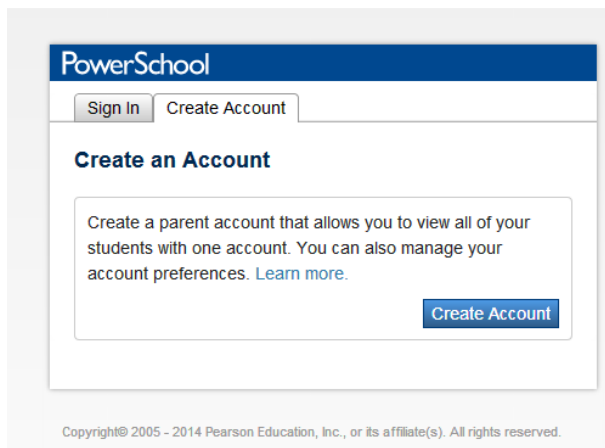 PowerSchool
Sign In Create Account
Create an Account
Create a parent account that allows you to view all of your
students with one account. You can also manage your
account preferences. Learn more.
Create Account
Copyright© 2005 - 2014 Pearson Education, Inc., or its affiliate(s). All rights reserved.